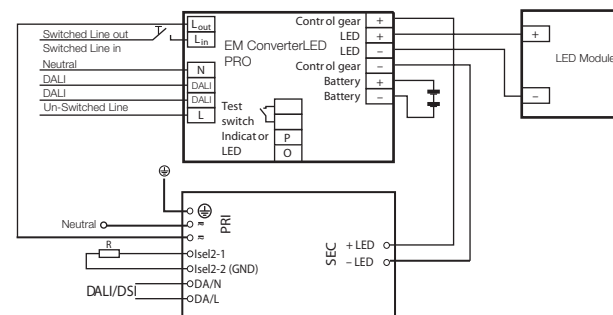 Switched Line out
Switched Line in
Neutral
DALI
DALI
Un-Switched Line
Lout
Lin
N
DALI
DALI
L
EM ConverterLED
PRO
Test
switch
Indicator
LED
P
O
Control gear +
LED +
LED –
Control gear –
Battery +
Battery –
+
–
LED Module
Neutral
R
DALI/DSI
PRI
=
=
Isel2-1
Isel2-2 (GND)
DA/N
DA/L
SEC
+ LED
– LED